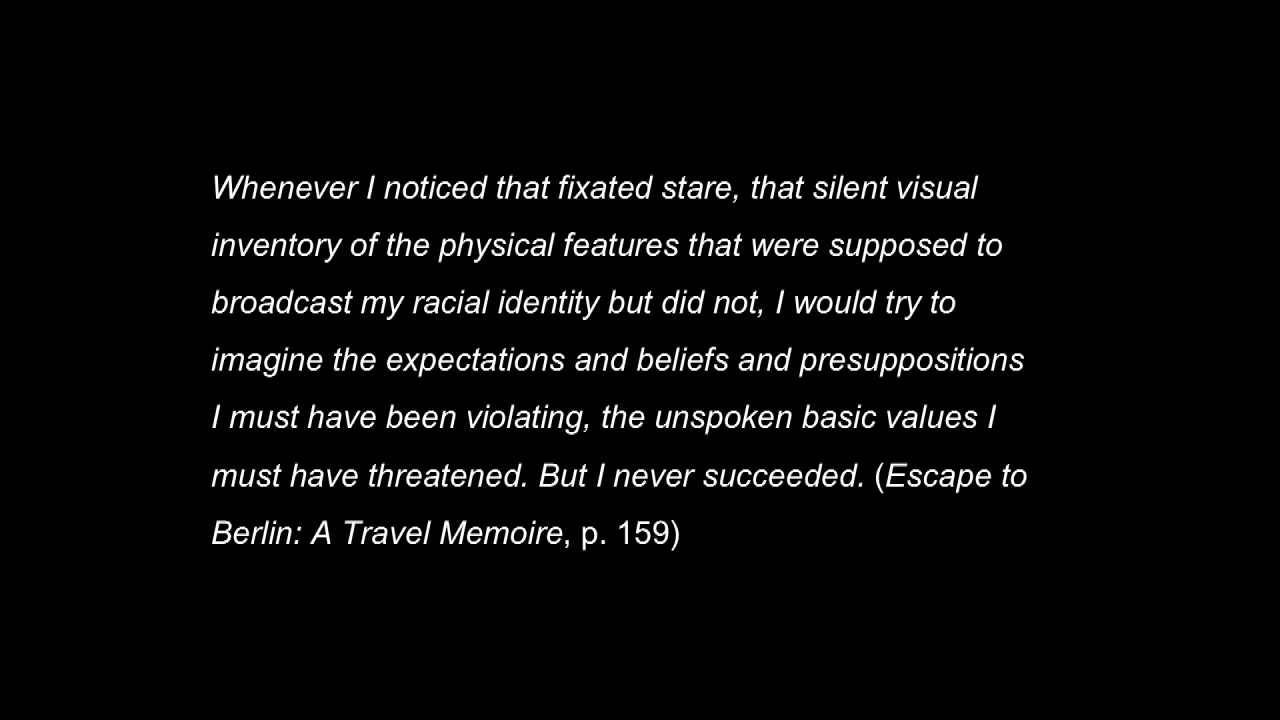 Whenever I noticed that fixated stare, that silent visual
inventory of the physical features that were supposed to
broadcast my racial identity but did not, I would try to
imagine the expectations and beliefs and presuppositions
I must have been violating, the unspoken basic values I
must have threatened. But I never succeeded. (Escape to
Berlin: A Travel Memoire, p. 159)